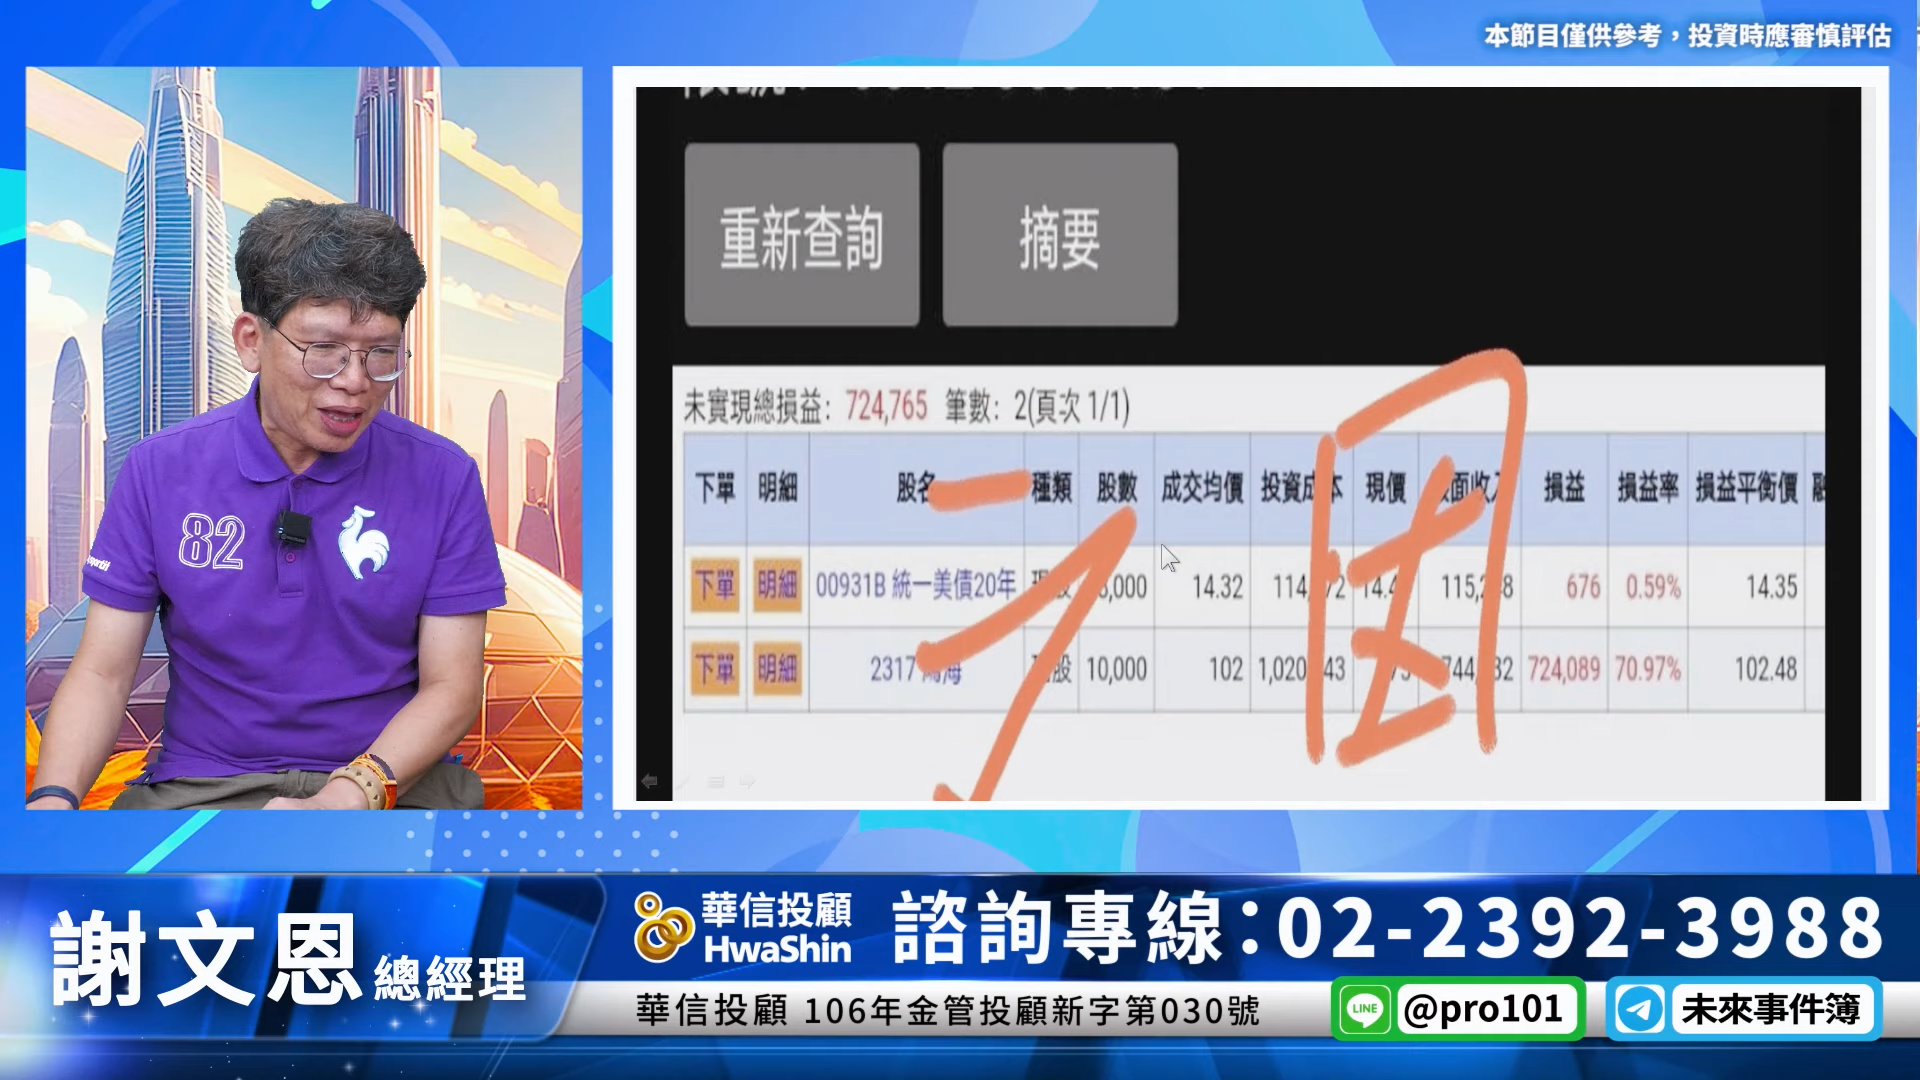 本節目僅供參考，投資時應審慎評估
重新查詢 摘要
未實現總損益: 724,765 筆數: 2(頁次 1/1)
下單 明細 股名 種類 股數 成交均價 投資成本 現價 損益 損益率 損益平衡價
下單 明細 00931B 統一美債20年 14.32 676 0.59% 14.35
下單 明細 2317 鴻海 10,000 102 724,089 70.97% 102.48
82
謝文恩 總經理
華信投顧 HwaShin
諮詢專線:02-2392-3988
華信投顧 106年金管投顧新字第030號
LINE @pro101 未來事件簿